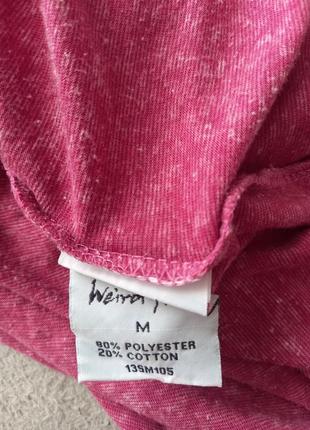 Weird
M
80% POLYESTER
20% COTTON
13SM105